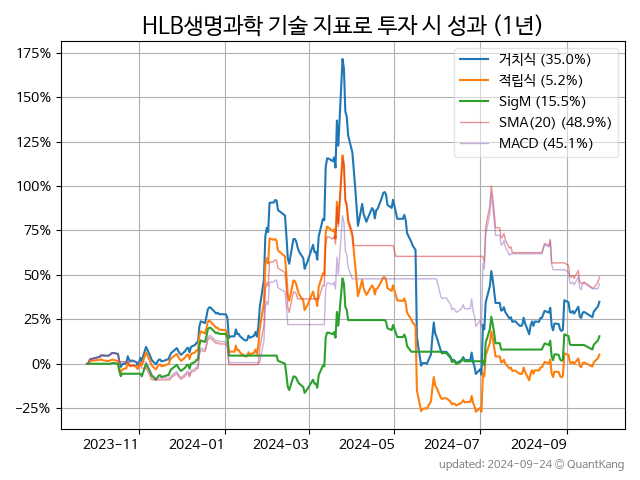 HLB생명과학 기술 지표로 투자 시 성과 (1년)
175%
150%
125%
100%
75%
50%
25%
0%
−25%
거치식 (35.0%)
적립식 (5.2%)
SigM (15.5%)
SMA(20) (48.9%)
MACD (45.1%)
2023-11 2024-01 2024-03 2024-05 2024-07 2024-09
updated: 2024-09-24 © QuantKang